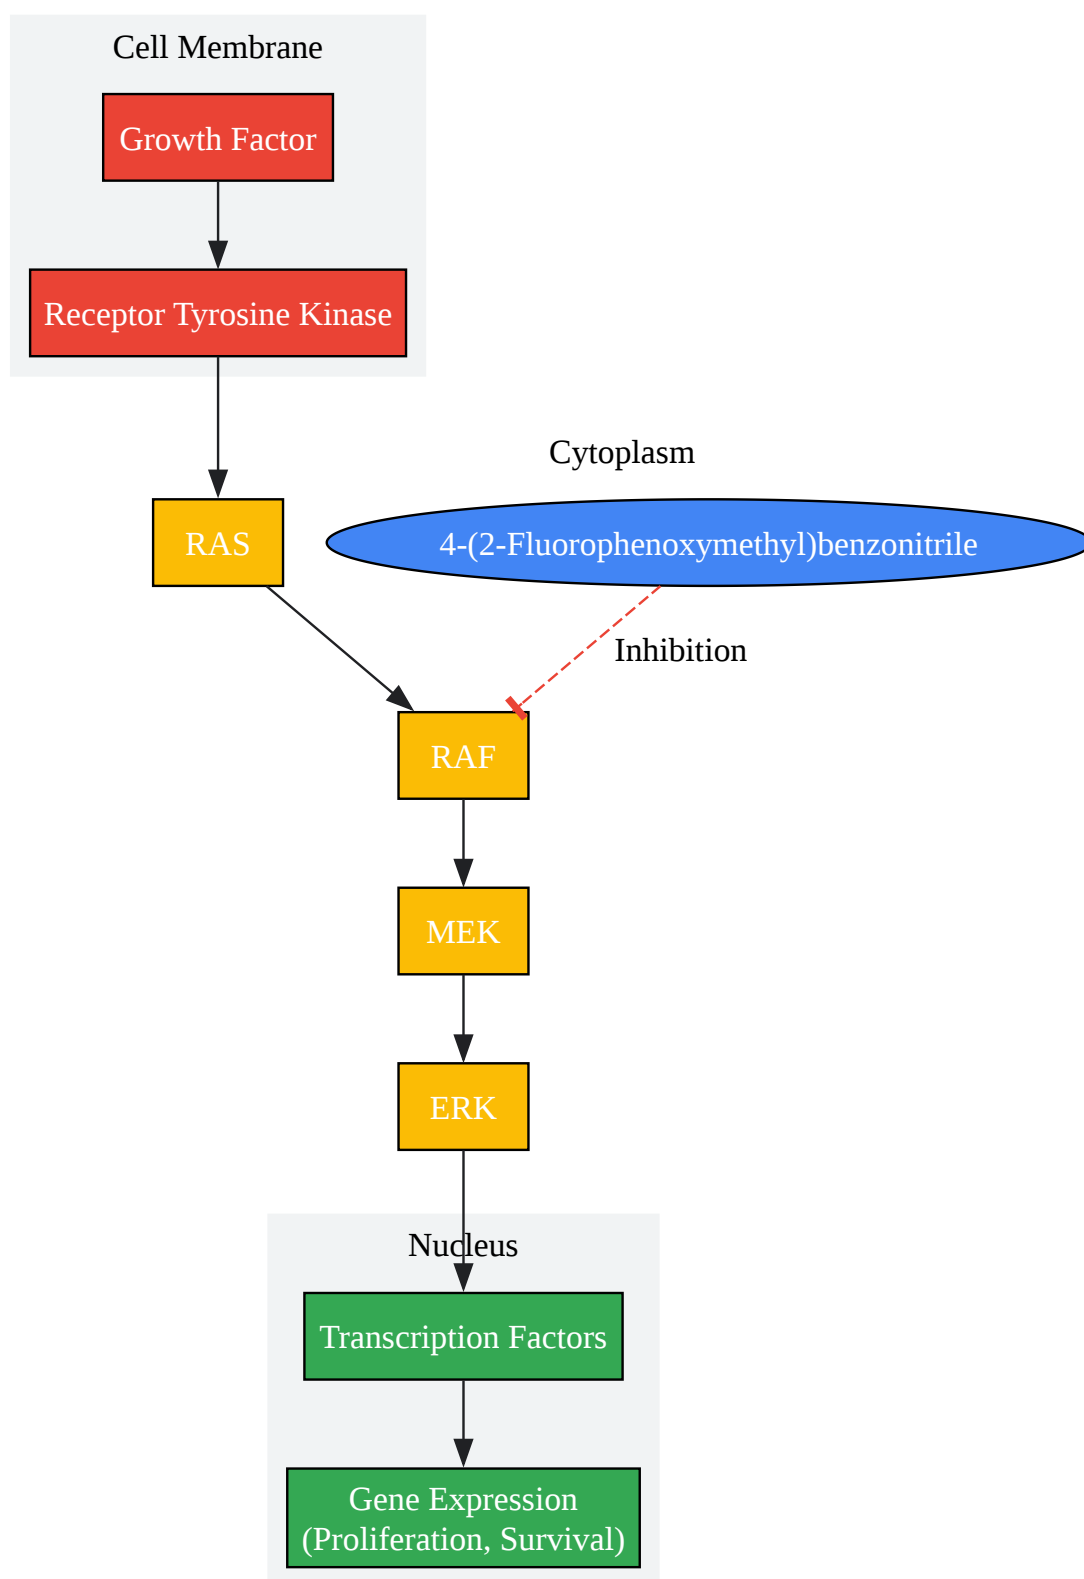 Cell Membrane
Growth Factor
Receptor Tyrosine Kinase
Cytoplasm
RAS
4-(2-Fluorophenoxymethyl)benzonitrile
Inhibition
RAF
MEK
ERK
Nucleus
Transcription Factors
Gene Expression
(Proliferation, Survival)